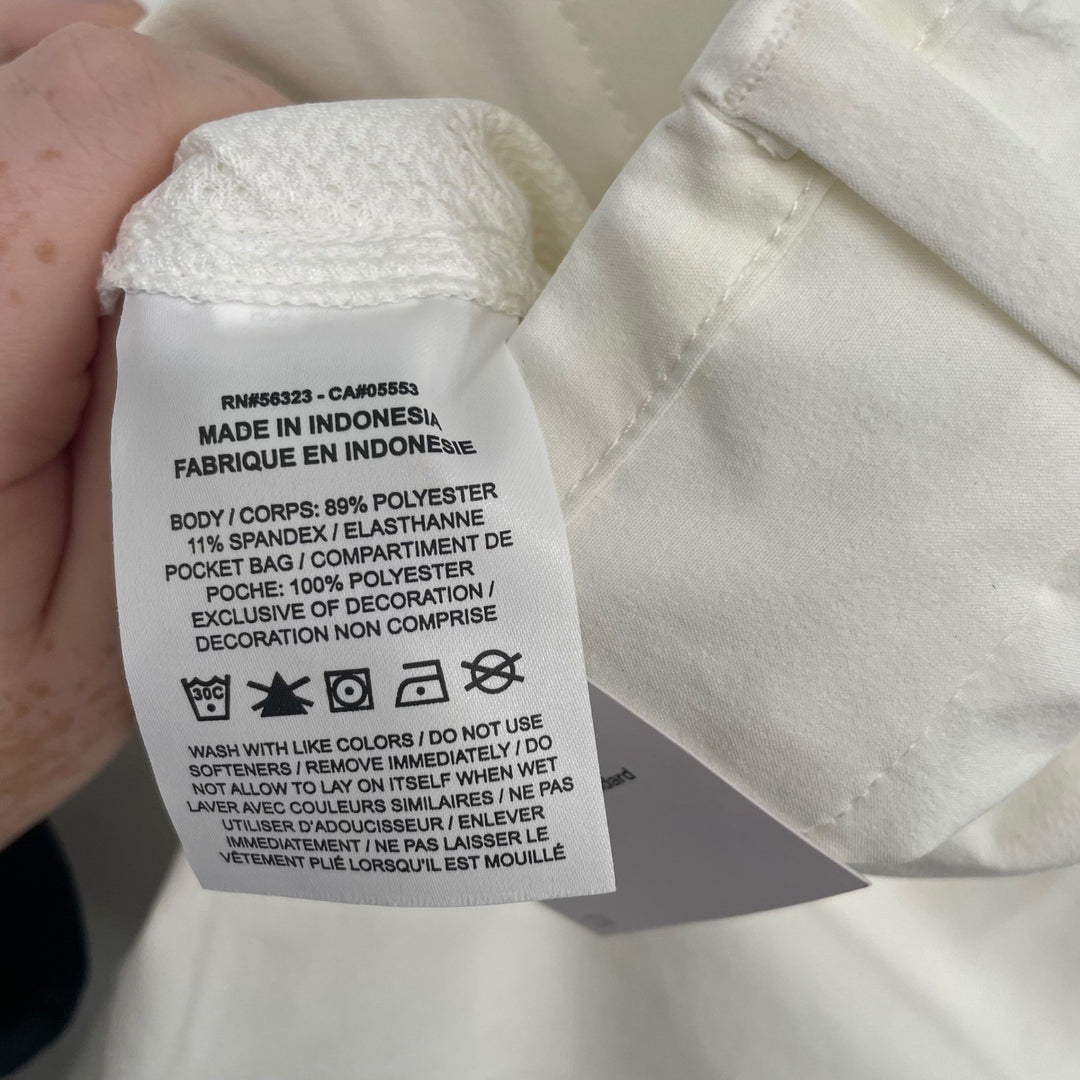 RN#56323 - CA#05553
MADE IN INDONESIA
FABRIQUE EN INDONESIE
BODY / CORPS: 89% POLYESTER
11% SPANDEX / ELASTHANNE
POCKET BAG / COMPARTIMENT DE
POCHE: 100% POLYESTER
EXCLUSIVE OF DECORATION /
DECORATION NON COMPRISE
30C
WASH WITH LIKE COLORS / DO NOT USE
SOFTENERS / REMOVE IMMEDIATELY / DO
NOT ALLOW TO LAY ON ITSELF WHEN WET
LAVER AVEC COULEURS SIMILAIRES / NE PAS
UTILISER D'ADOUCISSEUR / ENLEVER
IMMEDIATEMENT / NE PAS LAISSER LE
VÊTEMENT PLIÉ LORSQU'IL EST MOUILLÉ